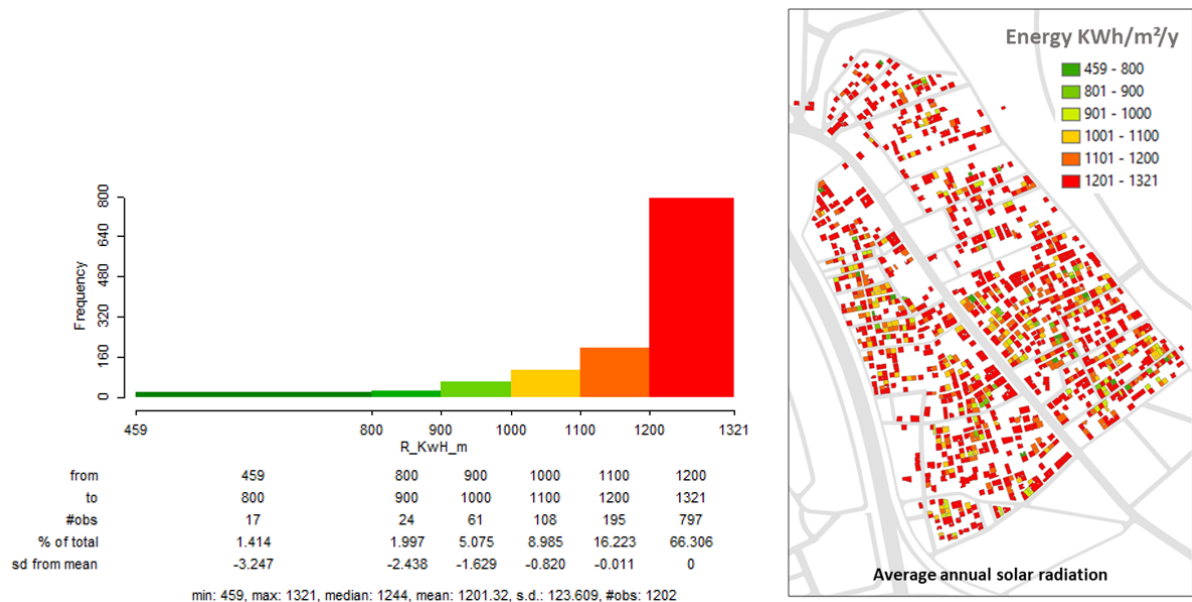 800
640
480
320
160
0
Frequency
459 800 900 1000 1100 1200 1321
R_KwH_m
from 459 800 900 1000 1100 1200
to 800 900 1000 1100 1200 1321
#obs 17 24 61 108 195 797
% of total 1.414 1.997 5.075 8.985 16.223 66.306
sd from mean -3.247 -2.438 -1.629 -0.820 -0.011 0
min: 459, max: 1321, median: 1244, mean: 1201.32, s.d.: 123.609, #obs: 1202
Energy KWh/m²/y
459 - 800
801 - 900
901 - 1000
1001 - 1100
1101 - 1200
1201 - 1321
Average annual solar radiation